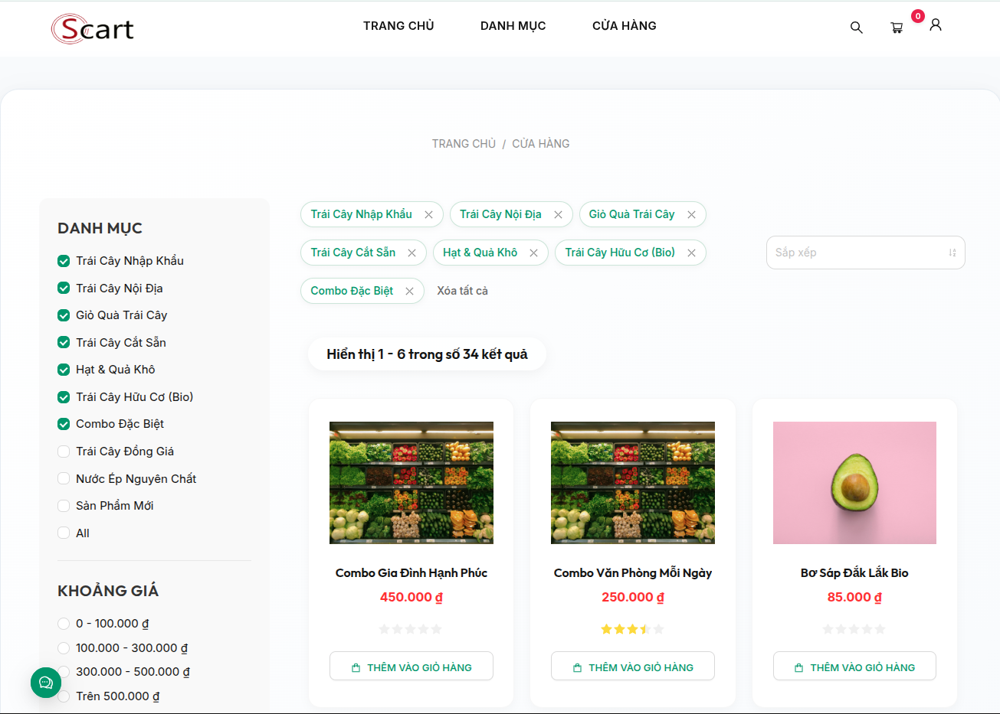 Scart
TRANG CHỦ
DANH MỤC
CỬA HÀNG
0
TRANG CHỦ / CỬA HÀNG
DANH MỤC
Trái Cây Nhập Khẩu
Trái Cây Nội Địa
Giỏ Quà Trái Cây
Trái Cây Cắt Sẵn
Hạt & Quả Khô
Trái Cây Hữu Cơ (Bio)
Combo Đặc Biệt
Trái Cây Đồng Giá
Nước Ép Nguyên Chất
Sản Phẩm Mới
All
KHOẢNG GIÁ
0 - 100.000 ₫
100.000 - 300.000 ₫
300.000 - 500.000 ₫
Trên 500.000 ₫
Trái Cây Nhập Khẩu
Trái Cây Nội Địa
Giỏ Quà Trái Cây
Trái Cây Cắt Sẵn
Hạt & Quả Khô
Trái Cây Hữu Cơ (Bio)
Combo Đặc Biệt
Xóa tất cả
Sắp xếp
Hiển thị 1 - 6 trong số 34 kết quả
Combo Gia Đình Hạnh Phúc
450.000 ₫
THÊM VÀO GIỎ HÀNG
Combo Văn Phòng Mỗi Ngày
250.000 ₫
THÊM VÀO GIỎ HÀNG
Bơ Sáp Đắk Lắk Bio
85.000 ₫
THÊM VÀO GIỎ HÀNG